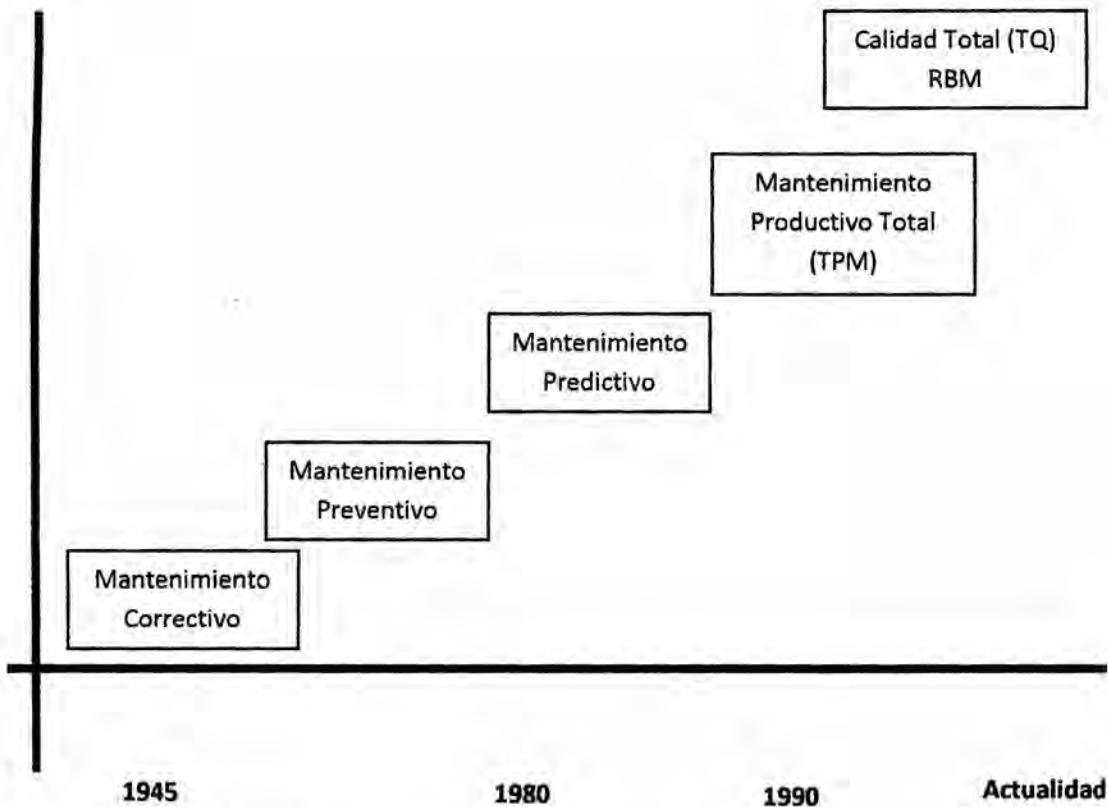 Calidad Total (TQ)
RBM
Mantenimiento
Productivo Total
(TPM)
Mantenimiento
Predictivo
Mantenimiento
Preventivo
Mantenimiento
Correctivo
1945
1980
1990
Actualidad